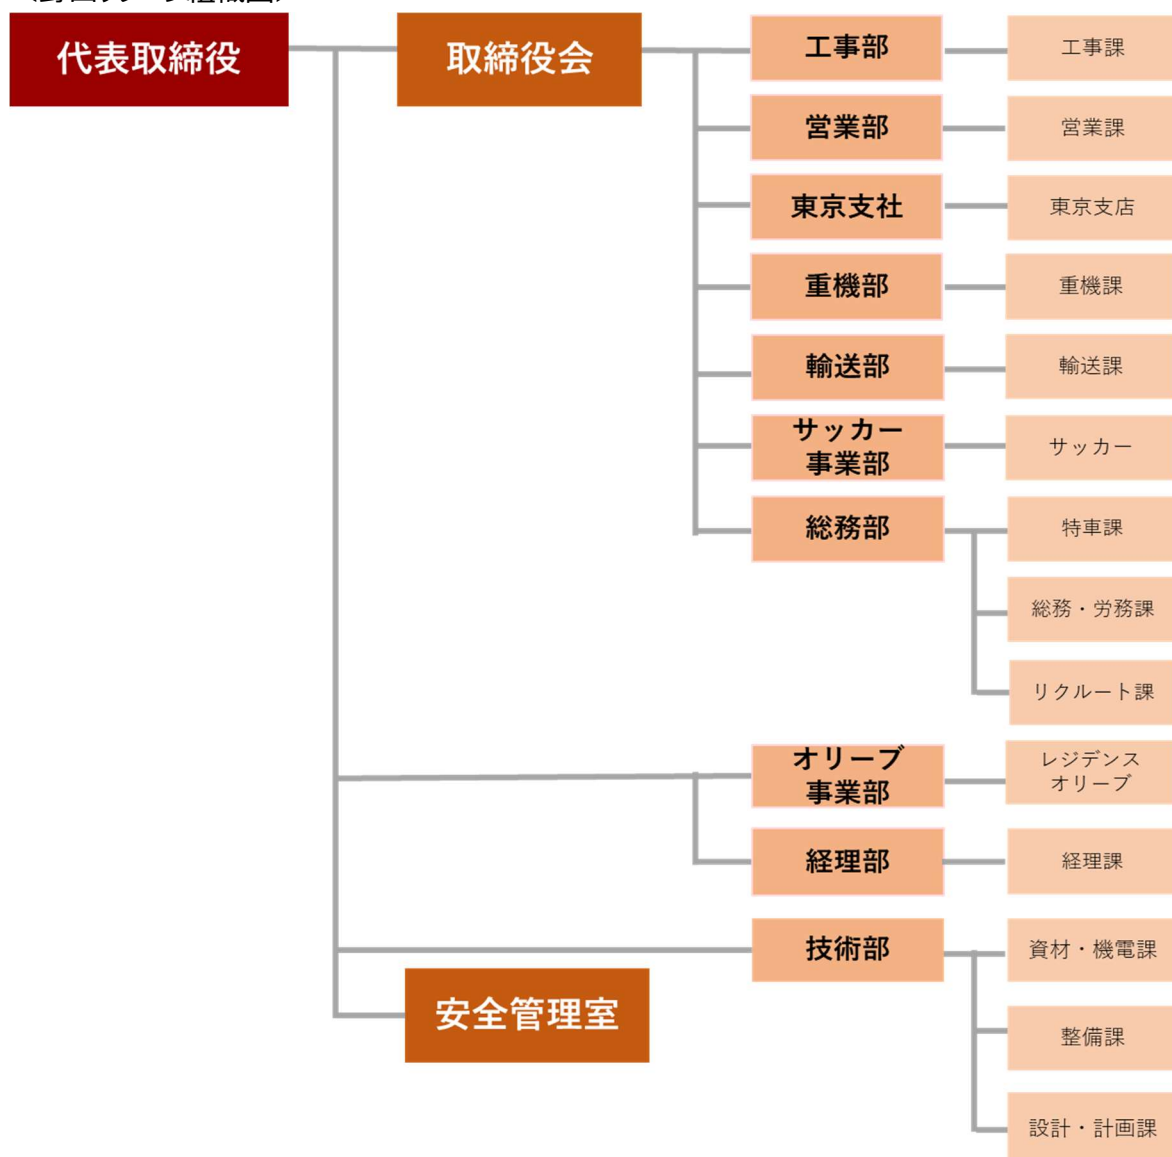 代表取締役
取締役会
工事部
工事課
営業部
営業課
東京支社
東京支店
重機部
重機課
輸送部
輸送課
サッカー
事業部
サッカー
総務部
特車課
総務・労務課
リクルート課
オリーブ
事業部
レジデンス
オリーブ
経理部
経理課
技術部
資材・機電課
安全管理室
整備課
設計・計画課